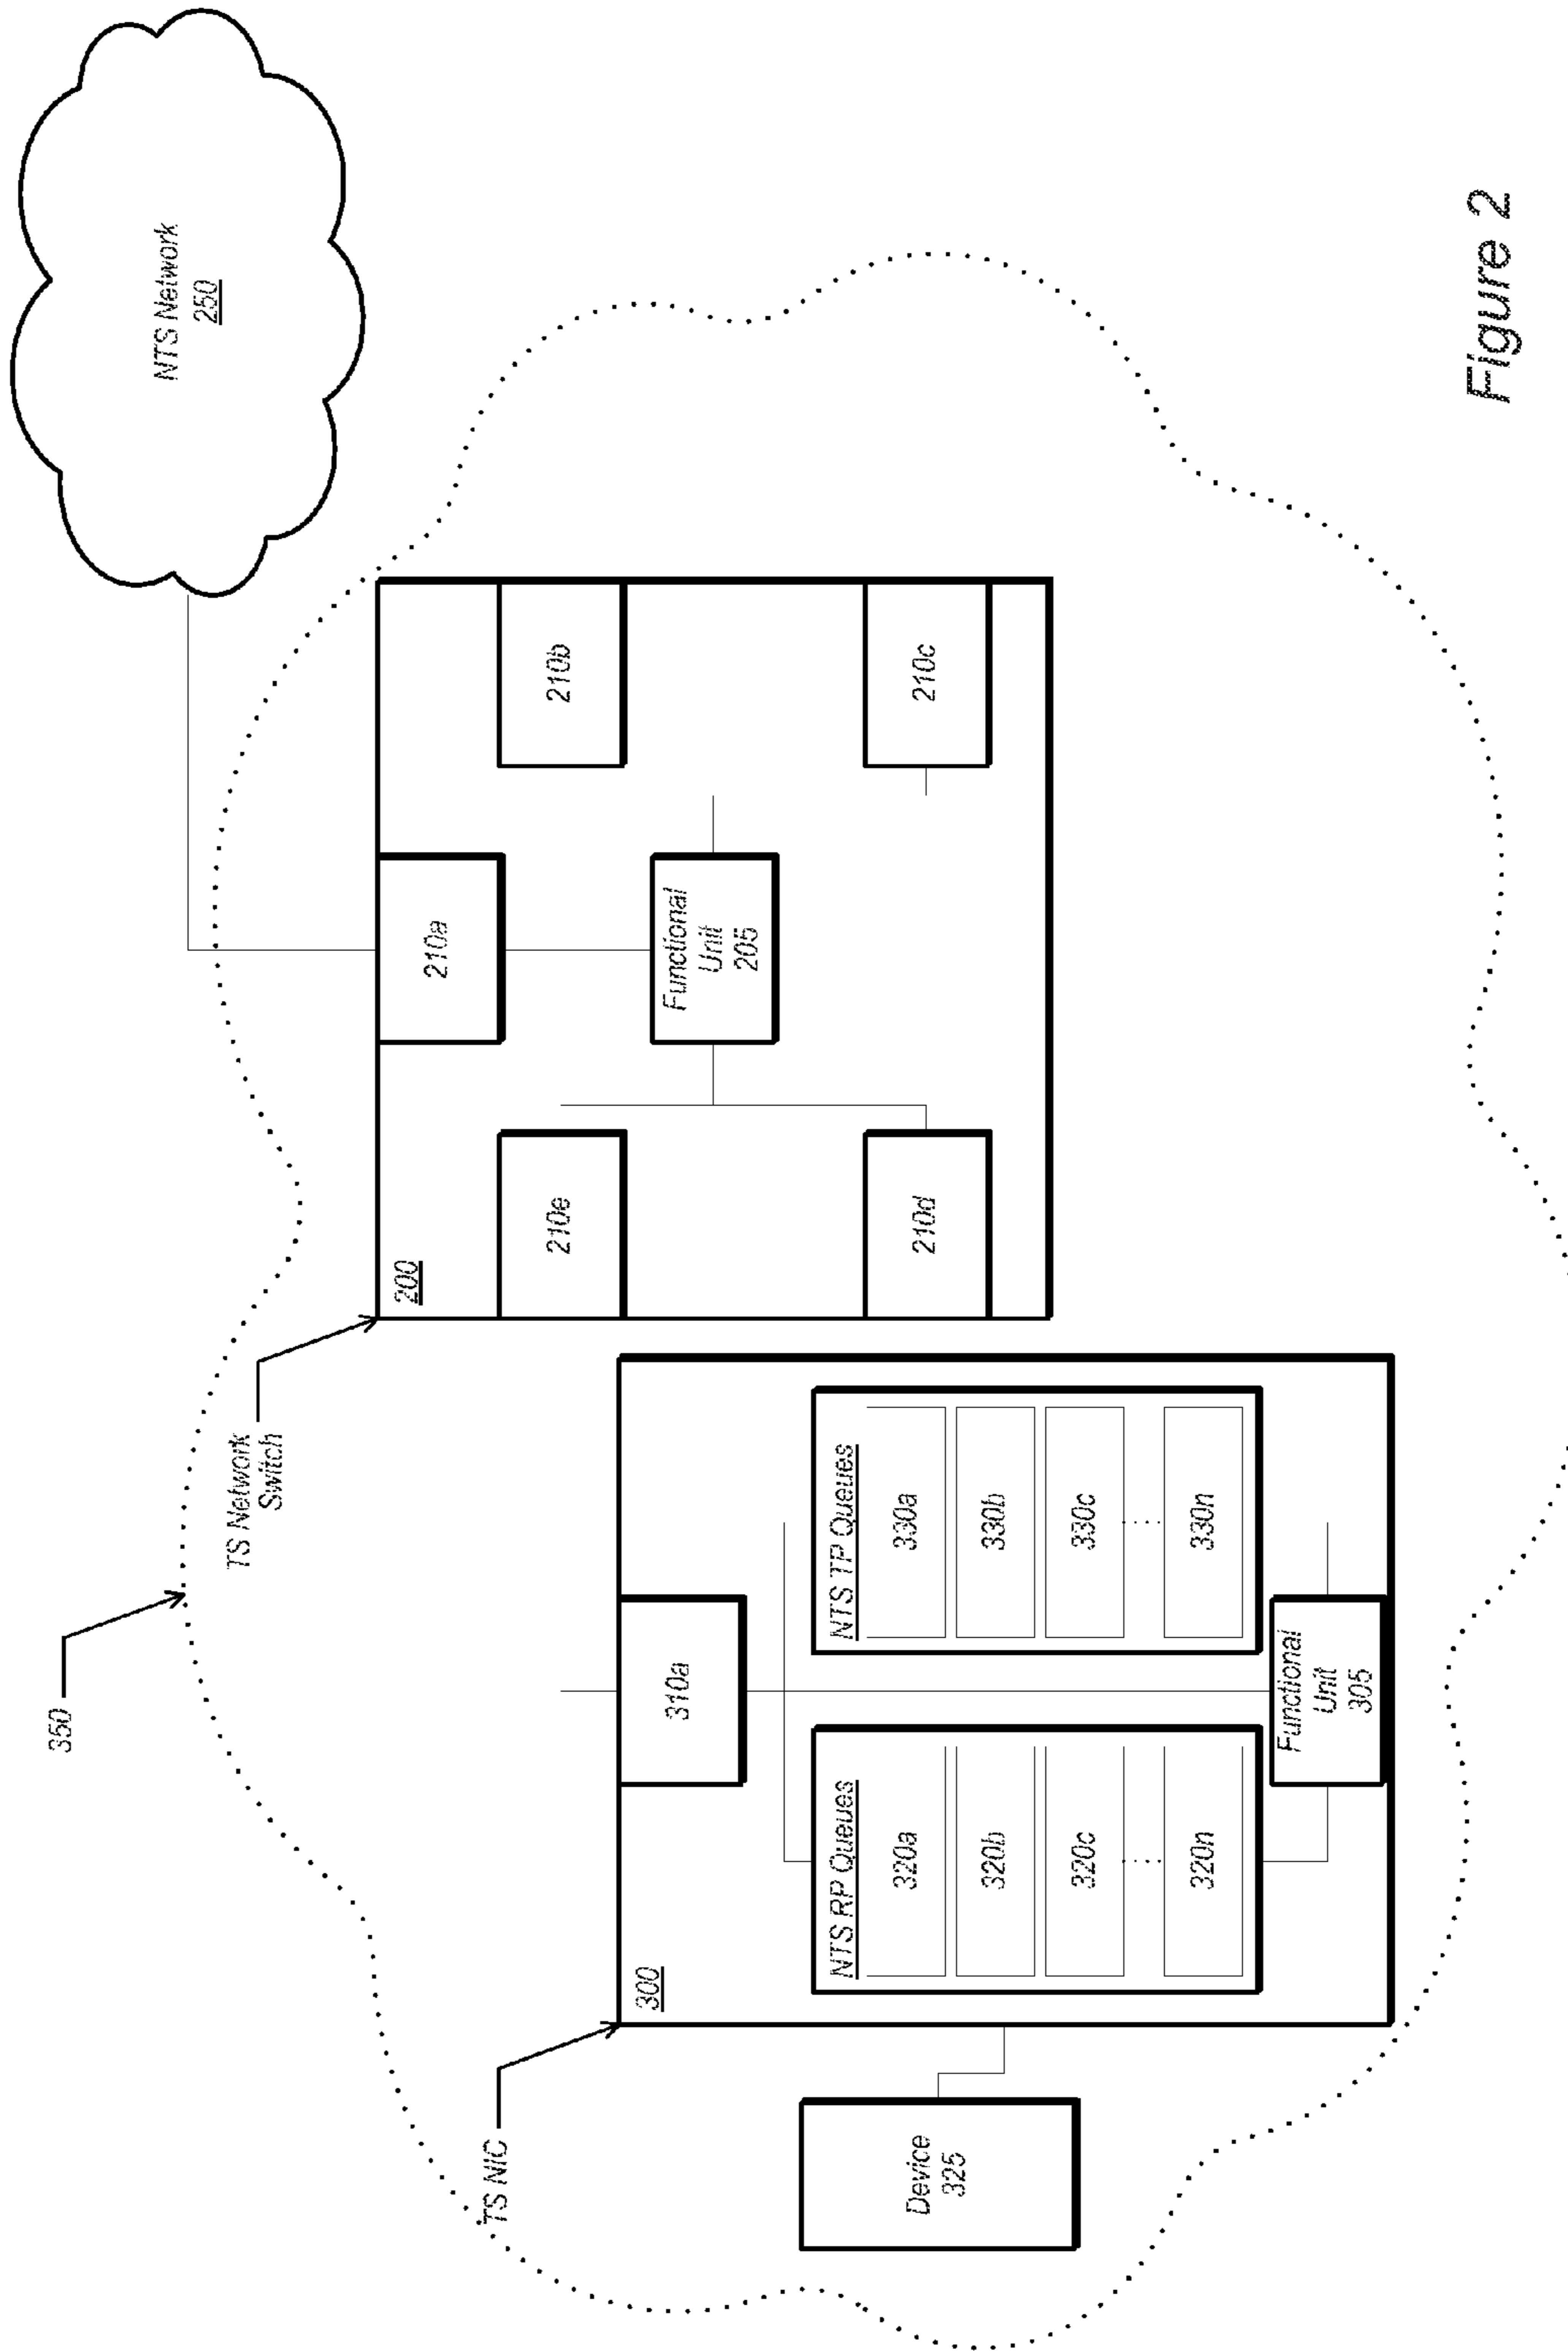 NTS Network
250
350
TS Network
Switch
200
210a
210b
210e
Functional
Unit
205
210d
210c
TS NIC
300
310a
Device
325
NTS RP Queues
320a
320b
320c
320n
NTS TP Queues
330a
330b
330c
330n
Functional
Unit
305
Figure 2